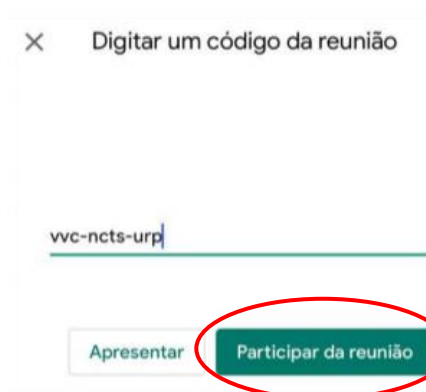 Digitar um código da reunião
vvc-ncts-urp
Apresentar
Participar da reunião